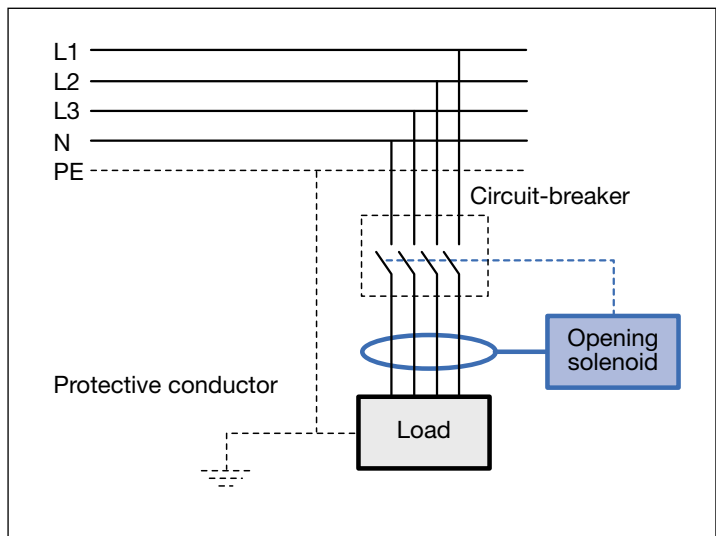 L1
L2
L3
N
PE
Circuit-breaker
Opening
solenoid
Protective conductor
Load